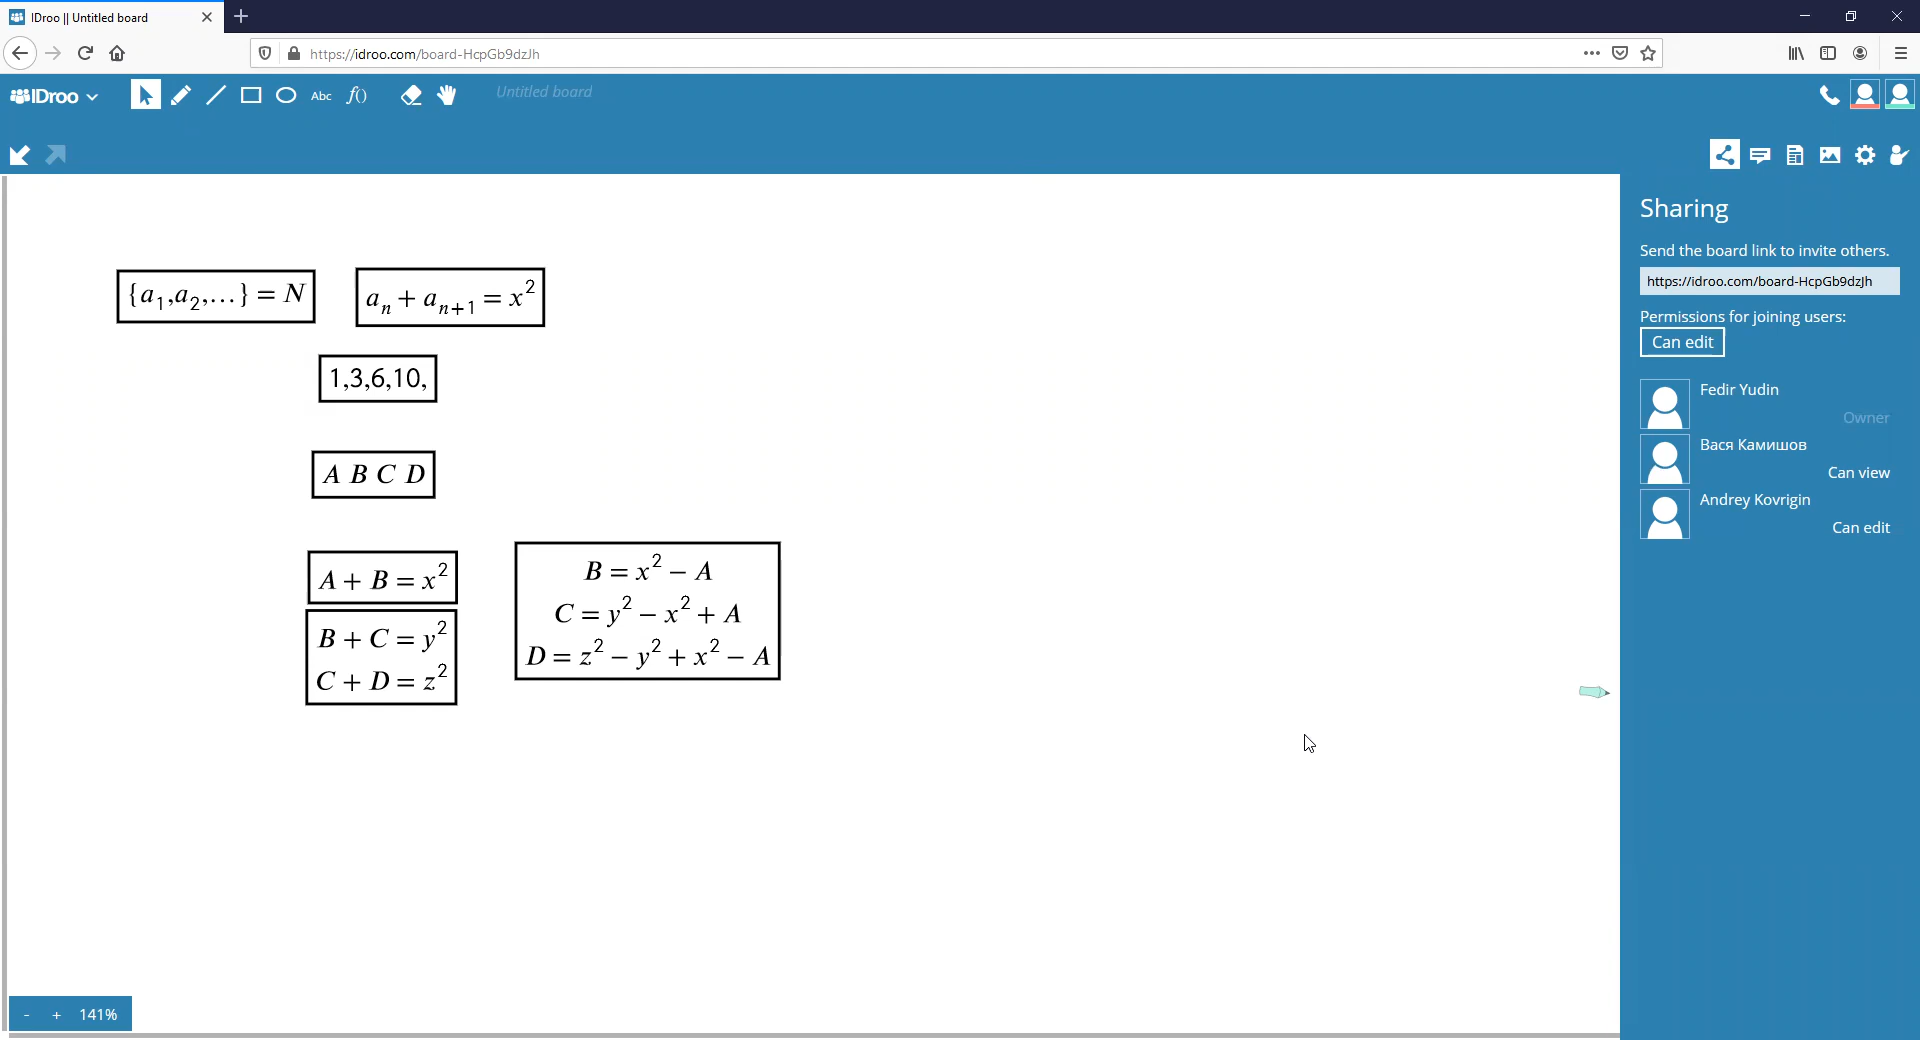 IDroo || Untitled board
https://idroo.com/board-HcpGb9dzJh
IDroo
Abc
f()
Untitled board
{a₁,a₂,...} = N
aₙ + aₙ₊₁ = x²
1,3,6,10,
A B C D
A + B = x²
B + C = y²
C + D = z²
B = x² − A
C = y² − x² + A
D = z² − y² + x² − A
Sharing
Send the board link to invite others.
https://idroo.com/board-HcpGb9dzJh
Permissions for joining users:
Can edit
Fedir Yudin
Owner
Вася Камишов
Can view
Andrey Kovrigin
Can edit
- + 141%